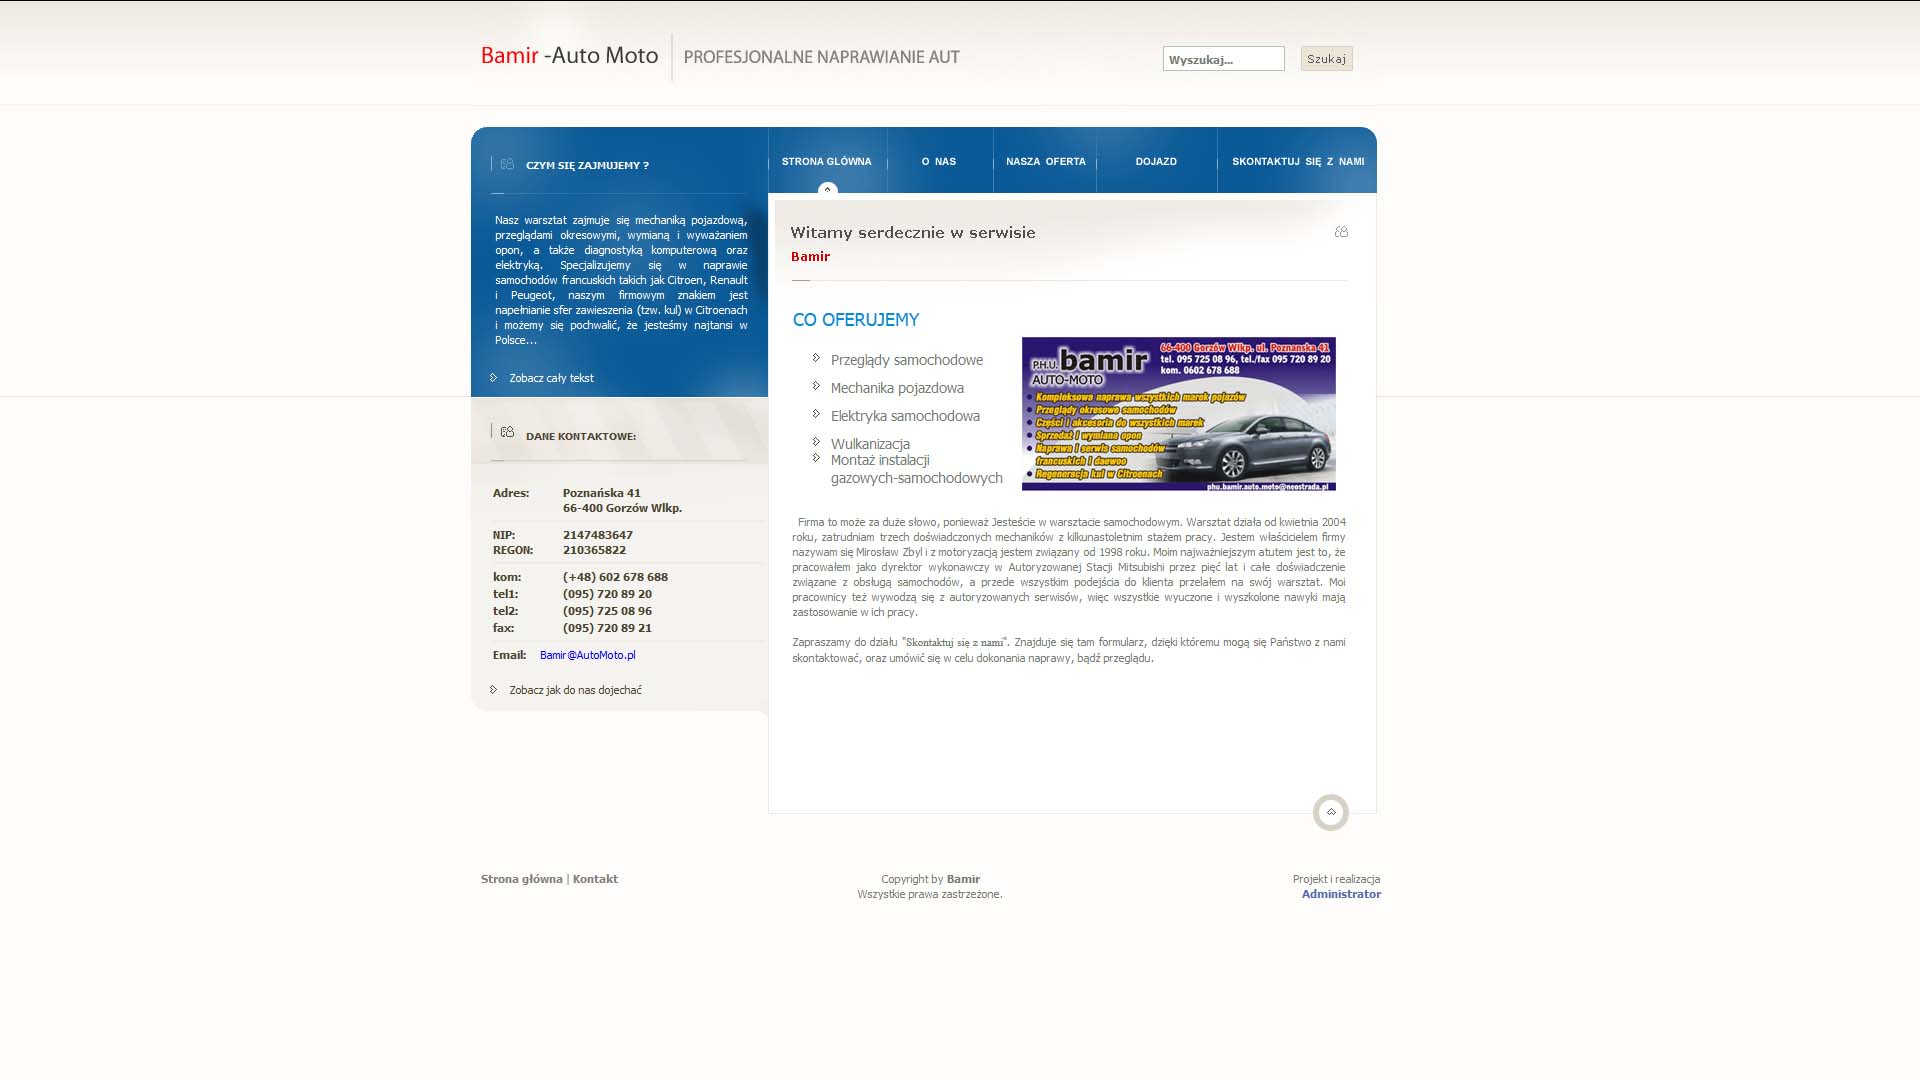 Bamir -Auto Moto
PROFESJONALNE NAPRAWIANIE AUT
Wyszukaj...
Szukaj
CZYM SIĘ ZAJMUJEMY ?
Nasz warsztat zajmuje się mechaniką pojazdową,
przeglądami okresowymi, wymianą i wyważaniem
opon, a także diagnostyką komputerową oraz
elektryką. Specjalizujemy się w naprawie
samochodów francuskich takich jak Citroen, Renault
i Peugeot, naszym firmowym znakiem jest
napełnianie sfer zawieszenia (tzw. kul) w Citroenach
i możemy się pochwalić, że jesteśmy najtansi w
Polsce...
Zobacz cały tekst
DANE KONTAKTOWE:
Adres: Poznańska 41
66-400 Gorzów Wlkp.
NIP: 2147483647
REGON: 210365822
kom: (+48) 602 678 688
tel1: (095) 720 89 20
tel2: (095) 725 08 96
fax: (095) 720 89 21
Email: Bamir@AutoMoto.pl
Zobacz jak do nas dojechać
STRONA GLÓWNA
O NAS
NASZA OFERTA
DOJAZD
SKONTAKTUJ SIĘ Z NAMI
Witamy serdecznie w serwisie
Bamir
CO OFERUJEMY
Przeglądy samochodowe
Mechanika pojazdowa
Elektryka samochodowa
Wulkanizacja
Montaż instalacji
gazowych-samochodowych
P.H.U. bamir
AUTO-MOTO
66-400 Gorzów Wlkp. ul. Poznańska 41
tel. 095 725 08 96, tel./fax 095 720 89 20
kom. 0602 678 688
Kompleksowa naprawa wszystkich marek pojazów
Przeglądy okresowe samochodów
Części i akcesoria do wszystkich marek
Sprzedaż i wymiana opon
Naprawa i serwis samochodów
francuskich i daewoo
Regeneracja kul w Citroenach
phu.bamir.auto.moto@neostrada.pl
Firma to może za duże słowo, ponieważ Jesteście w warsztacie samochodowym. Warsztat działa od kwietnia 2004
roku, zatrudniam trzech doświadczonych mechaników z kilkunastoletnim stażem pracy. Jestem właścicielem firmy
nazywam się Mirosław Zbyl i z motoryzacją jestem związany od 1998 roku. Moim najważniejszym atutem jest to, że
pracowałem jako dyrektor wykonawczy w Autoryzowanej Stacji Mitsubishi przez pięć lat i całe doświadczenie
związane z obsługą samochodów, a przede wszystkim podejścia do klienta przelałem na swój warsztat. Moi
pracownicy też wywodzą się z autoryzowanych serwisów, więc wszystkie wyuczone i wyszkolone nawyki mają
zastosowanie w ich pracy.
Zapraszamy do działu "Skontaktuj się z nami". Znajduje się tam formularz, dzięki któremu mogą się Państwo z nami
skontaktować, oraz umówić się w celu dokonania naprawy, bądź przeglądu.
Strona główna | Kontakt
Copyright by Bamir
Wszystkie prawa zastrzeżone.
Projekt i realizacja
Administrator